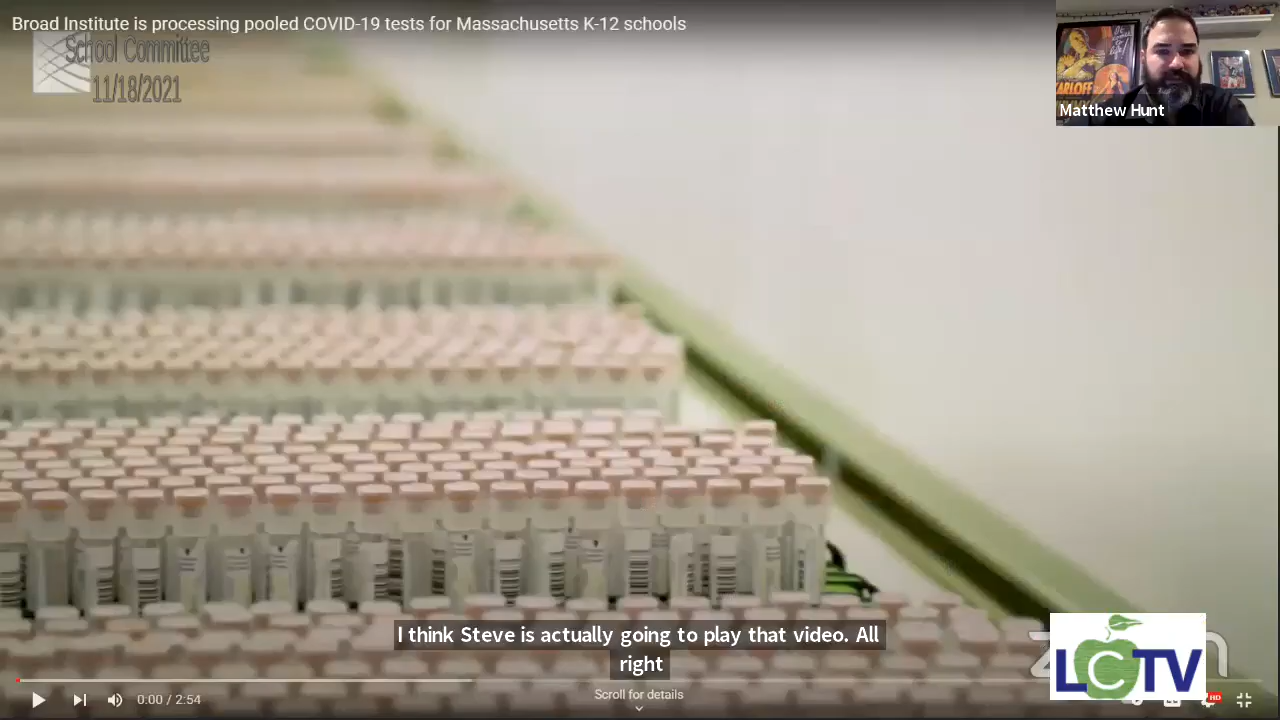 Broad Institute is processing pooled COVID-19 tests for Massachusetts K-12 schools
School Committee
11/18/2021
KARLOFF
Matthew Hunt
I think Steve is actually going to play that video. All
right
Scroll for details
0:00 / 2:54
LCTV
HD